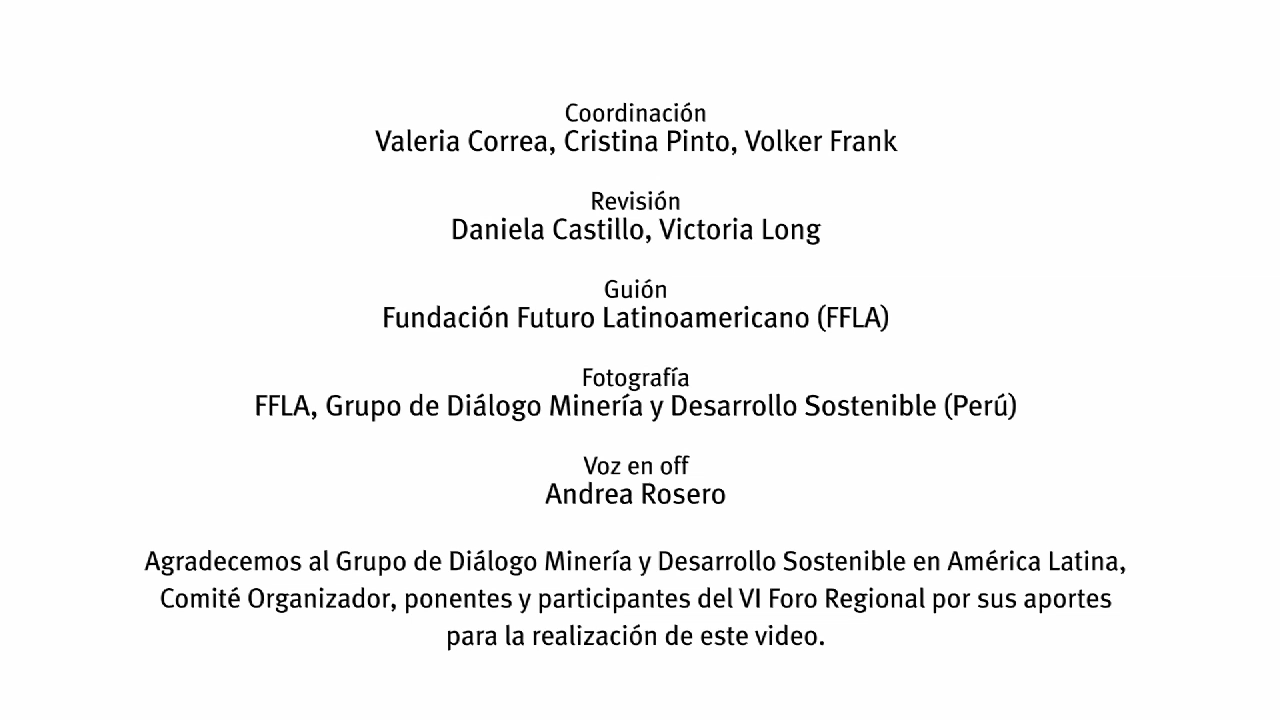 Coordinación
Valeria Correa, Cristina Pinto, Volker Frank
Revisión
Daniela Castillo, Victoria Long
Guión
Fundación Futuro Latinoamericano (FFLA)
Fotografía
FFLA, Grupo de Diálogo Minería y Desarrollo Sostenible (Perú)
Voz en off
Andrea Rosero
Agradecemos al Grupo de Diálogo Minería y Desarrollo Sostenible en América Latina,
Comité Organizador, ponentes y participantes del VI Foro Regional por sus aportes
para la realización de este video.